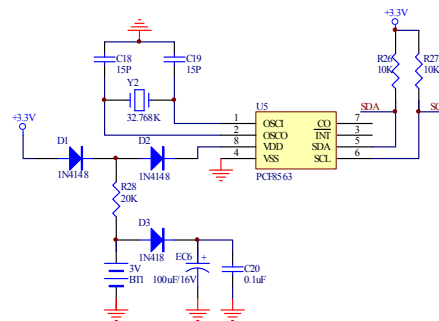 +3.3V
C18
15P
C19
15P
R26
10K
R27
10K
Y2
32.768K
U5
SDA
SC
+3.3V
1
OSCI
CO
7
2
OSCO
INT
3
8
VDD
SDA
5
4
VSS
SCL
6
PCF8563
D1
1N4148
D2
1N4148
R28
20K
D3
1N418
3V
BT1
EC6
+
100uF/16V
C20
0.1uF